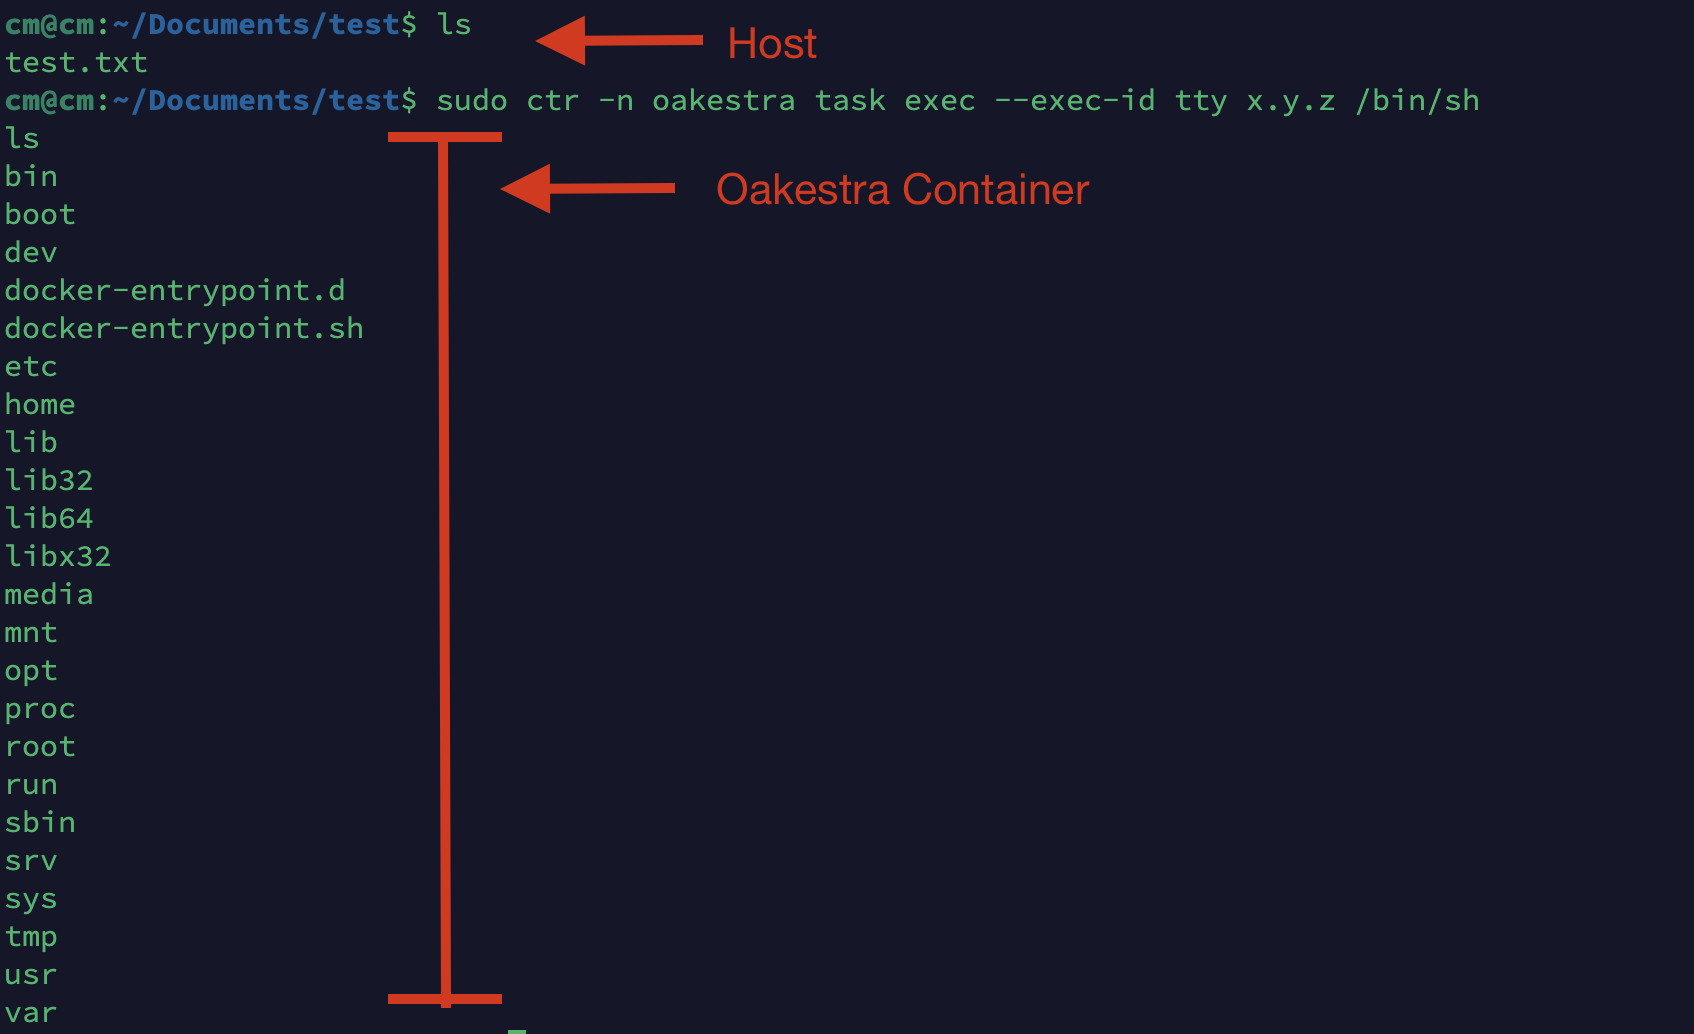 cm@cm:~/Documents/test$ ls
Host
test.txt
cm@cm:~/Documents/test$ sudo ctr -n oakestra task exec --exec-id tty x.y.z /bin/sh
ls
bin
Oakestra Container
boot
dev
docker-entrypoint.d
docker-entrypoint.sh
etc
home
lib
lib32
lib64
libx32
media
mnt
opt
proc
root
run
sbin
srv
sys
tmp
usr
var